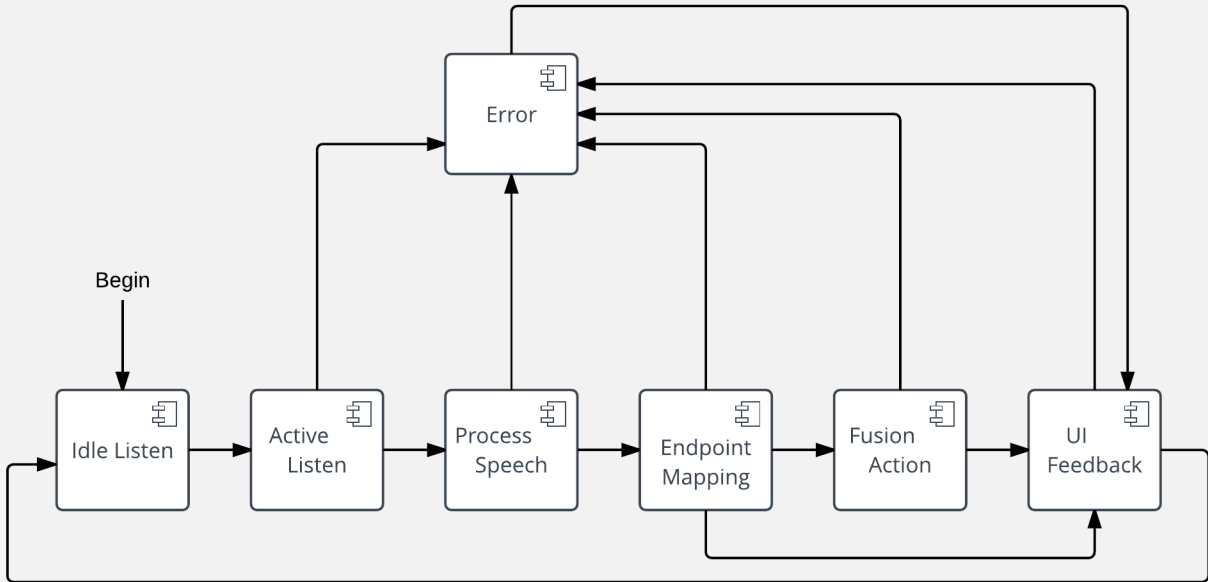 Error
Begin
Idle Listen
Active
Listen
Process
Speech
Endpoint
Mapping
Fusion
Action
UI
Feedback